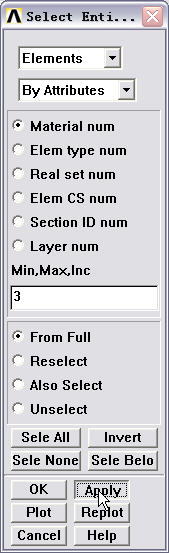 Select Enti...
Elements
By Attributes
Material num
Elem type num
Real set num
Elem CS num
Section ID num
Layer num
Min,Max,Inc
3
From Full
Reselect
Also Select
Unselect
Sele All Invert
Sele None Sele Belo
OK Apply
Plot Replot
Cancel Help